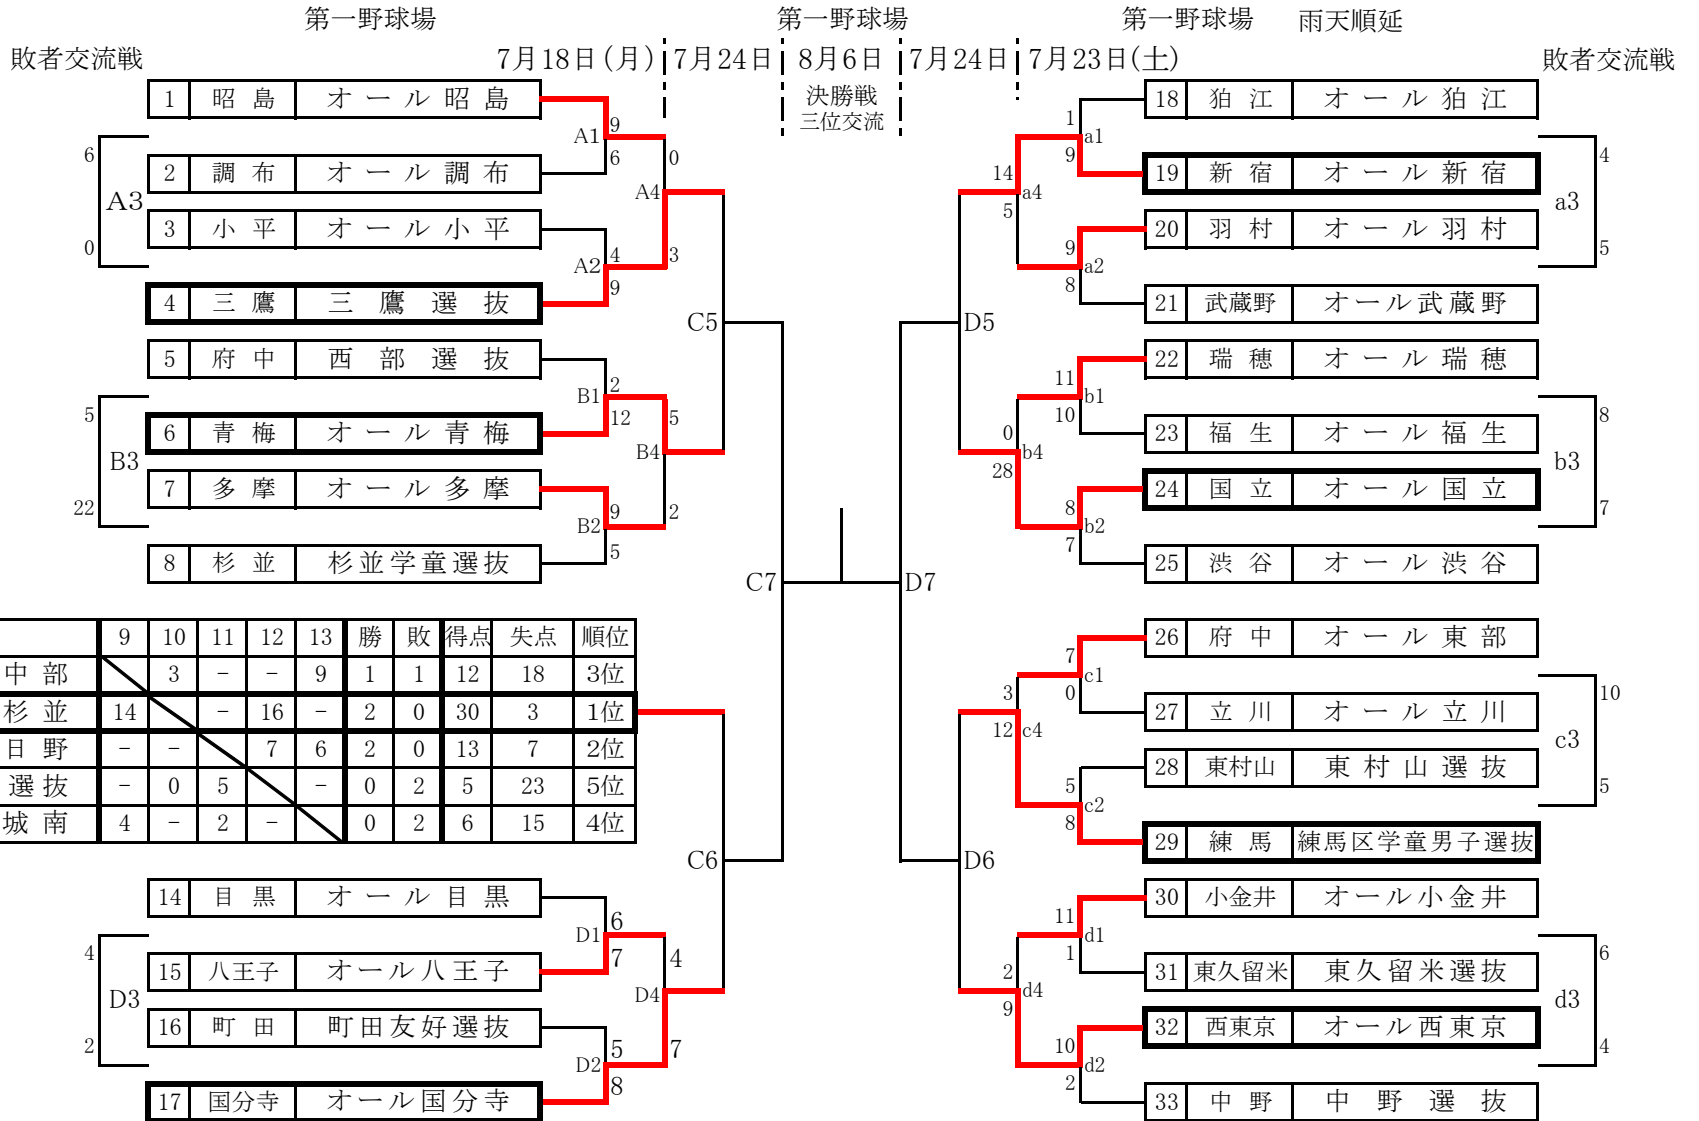 第一野球場 第一野球場 第一野球場 雨天順延
敗者交流戦 7月18日(月) 7月24日 8月6日 7月24日 7月23日(土) 敗者交流戦
決勝戦
三位交流
1 昭島 オール昭島
9
A1
6
2 調布 オール調布
6
A3
0
0
A4
3
3 小平 オール小平
4
A2
9
4 三鷹 三鷹選抜
C5
5 府中 西部選抜
2
B1
12
6 青梅 オール青梅
5
B3
22
5
B4
2
7 多摩 オール多摩
9
B2
5
8 杉並 杉並学童選抜
C7
9 10 11 12 13 勝 敗 得点 失点 順位
中部 3 - - 9 1 1 12 18 3位
杉並 14 - 16 - 2 0 30 3 1位
日野 - - 7 6 2 0 13 7 2位
選抜 - 0 5 - 0 2 5 23 5位
城南 4 - 2 - 0 2 6 15 4位
C6
14 目黒 オール目黒
6
D1
7
15 八王子 オール八王子
4
D3
2
4
D4
7
16 町田 町田友好選抜
5
D2
8
17 国分寺 オール国分寺
18 狛江 オール狛江
1
a1
9
19 新宿 オール新宿
4
a3
5
14
a4
5
20 羽村 オール羽村
9
a2
8
21 武蔵野 オール武蔵野
D5
22 瑞穂 オール瑞穂
11
b1
10
23 福生 オール福生
8
b3
7
0
b4
28
24 国立 オール国立
8
b2
7
25 渋谷 オール渋谷
D7
26 府中 オール東部
7
c1
0
27 立川 オール立川
10
c3
5
3
c4
12
28 東村山 東村山選抜
5
c2
8
29 練馬 練馬区学童男子選抜
D6
30 小金井 オール小金井
11
d1
1
31 東久留米 東久留米選抜
6
d3
4
2
d4
9
32 西東京 オール西東京
10
d2
2
33 中野 中野選抜